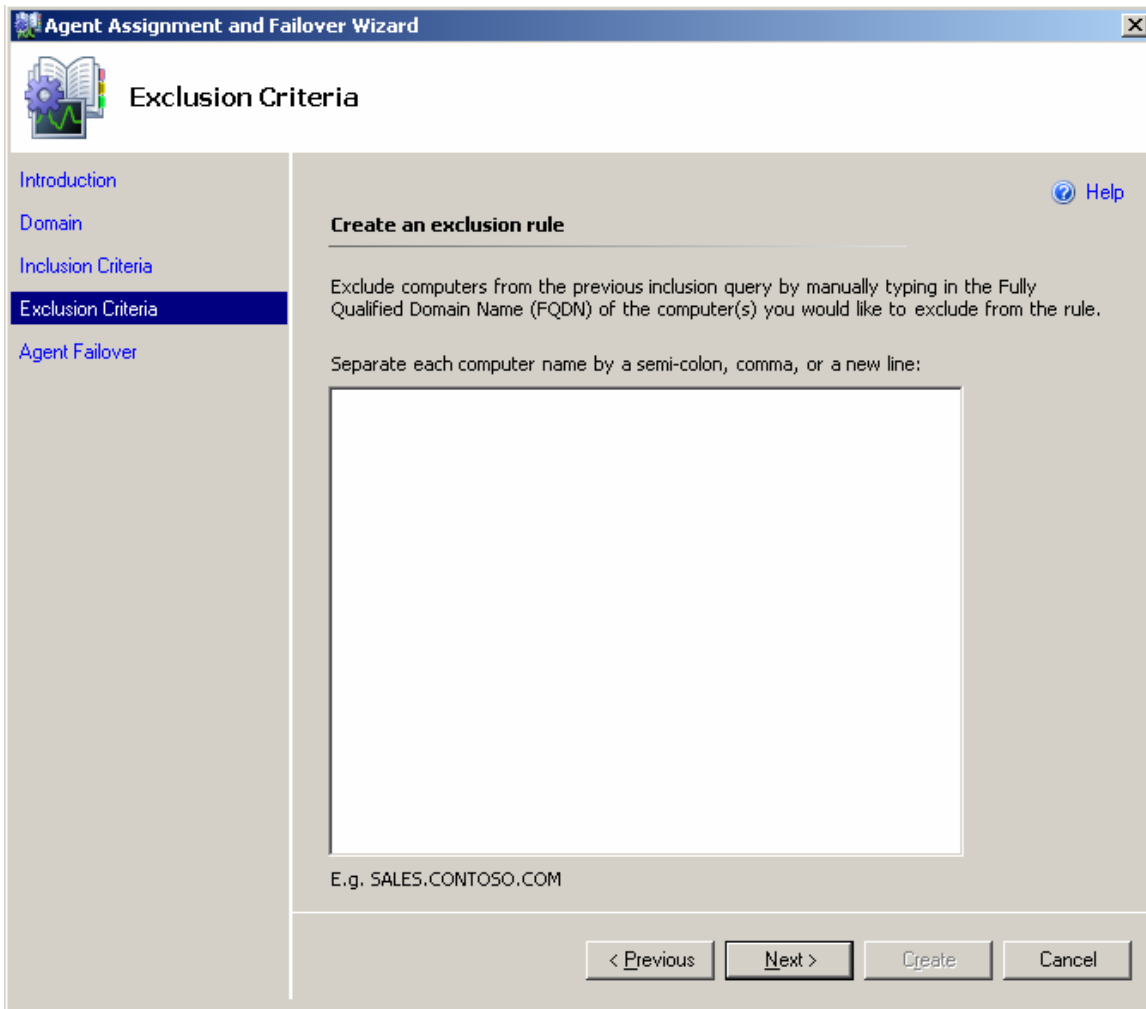 Agent Assignment and Failover Wizard
Exclusion Criteria
Introduction
Domain
Inclusion Criteria
Exclusion Criteria
Agent Failover
Help
Create an exclusion rule
Exclude computers from the previous inclusion query by manually typing in the Fully
Qualified Domain Name (FQDN) of the computer(s) you would like to exclude from the rule.
Separate each computer name by a semi-colon, comma, or a new line:
E.g. SALES.CONTOSO.COM
< Previous
Next >
Create
Cancel